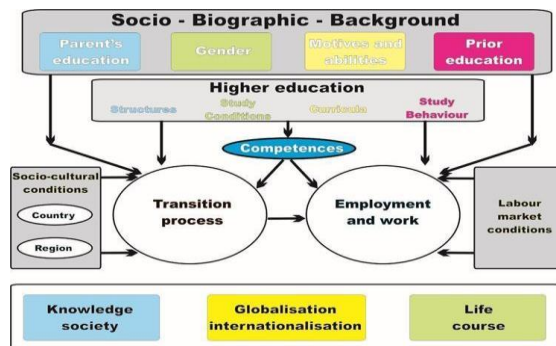 Socio - Biographic - Background
Parent's education
Gender
Motives and abilities
Prior education
Higher education
Structures
Study Conditions
Curricula
Study Behaviour
Competences
Socio-cultural conditions
Country
Region
Transition process
Employment and work
Labour market conditions
Knowledge society
Globalisation internationalisation
Life course